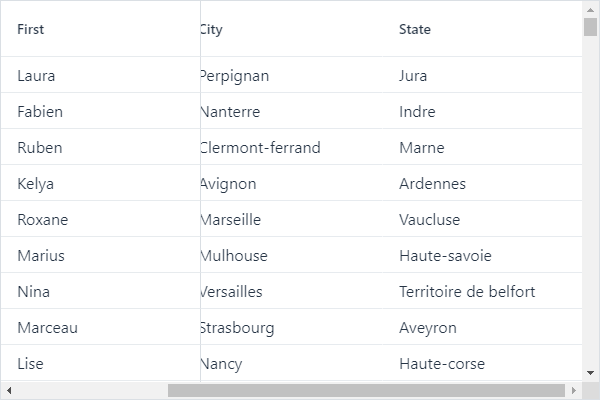 First City State
Laura Perpignan Jura
Fabien Nanterre Indre
Ruben Clermont-ferrand Marne
Kelya Avignon Ardennes
Roxane Marseille Vaucluse
Marius Mulhouse Haute-savoie
Nina Versailles Territoire de belfort
Marceau Strasbourg Aveyron
Lise Nancy Haute-corse